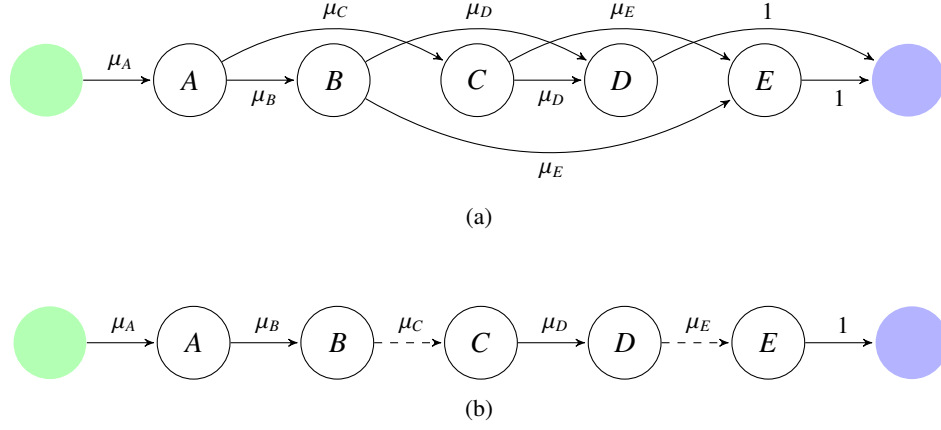 μ_C μ_D μ_E 1
μ_A A μ_B B C μ_D D E 1
μ_E
(a)
μ_A A μ_B B μ_C C μ_D D μ_E E 1
(b)